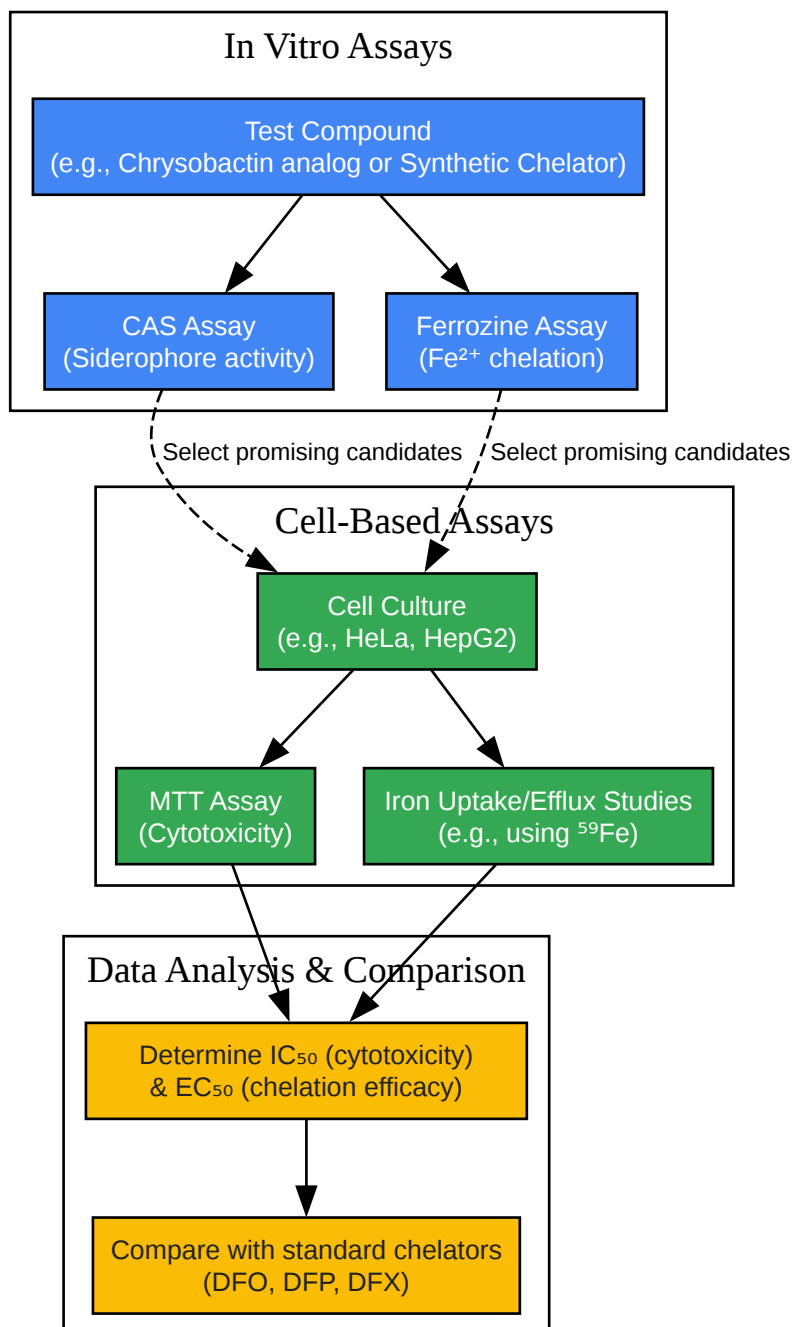 In Vitro Assays
Test Compound
(e.g., Chrysobactin analog or Synthetic Chelator)
CAS Assay
(Siderophore activity)
Ferrozine Assay
(Fe²⁺ chelation)
Select promising candidates
Select promising candidates
Cell-Based Assays
Cell Culture
(e.g., HeLa, HepG2)
MTT Assay
(Cytotoxicity)
Iron Uptake/Efflux Studies
(e.g., using ⁵⁹Fe)
Data Analysis & Comparison
Determine IC₅₀ (cytotoxicity)
& EC₅₀ (chelation efficacy)
Compare with standard chelators
(DFO, DFP, DFX)